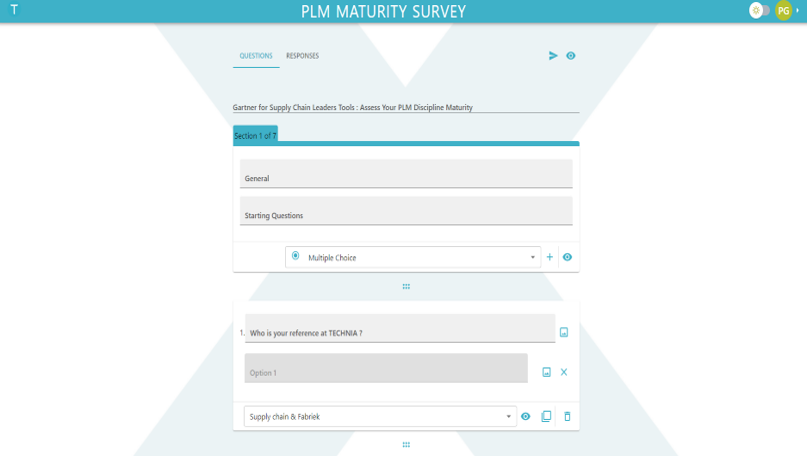 T
PLM MATURITY SURVEY
PG
QUESTIONS RESPONSES
Gartner for Supply Chain Leaders Tools : Assess Your PLM Discipline Maturity
Section 1 of 7
General
Starting Questions
Multiple Choice
1. Who is your reference at TECHNIA ?
Option 1
Supply chain & Fabriek